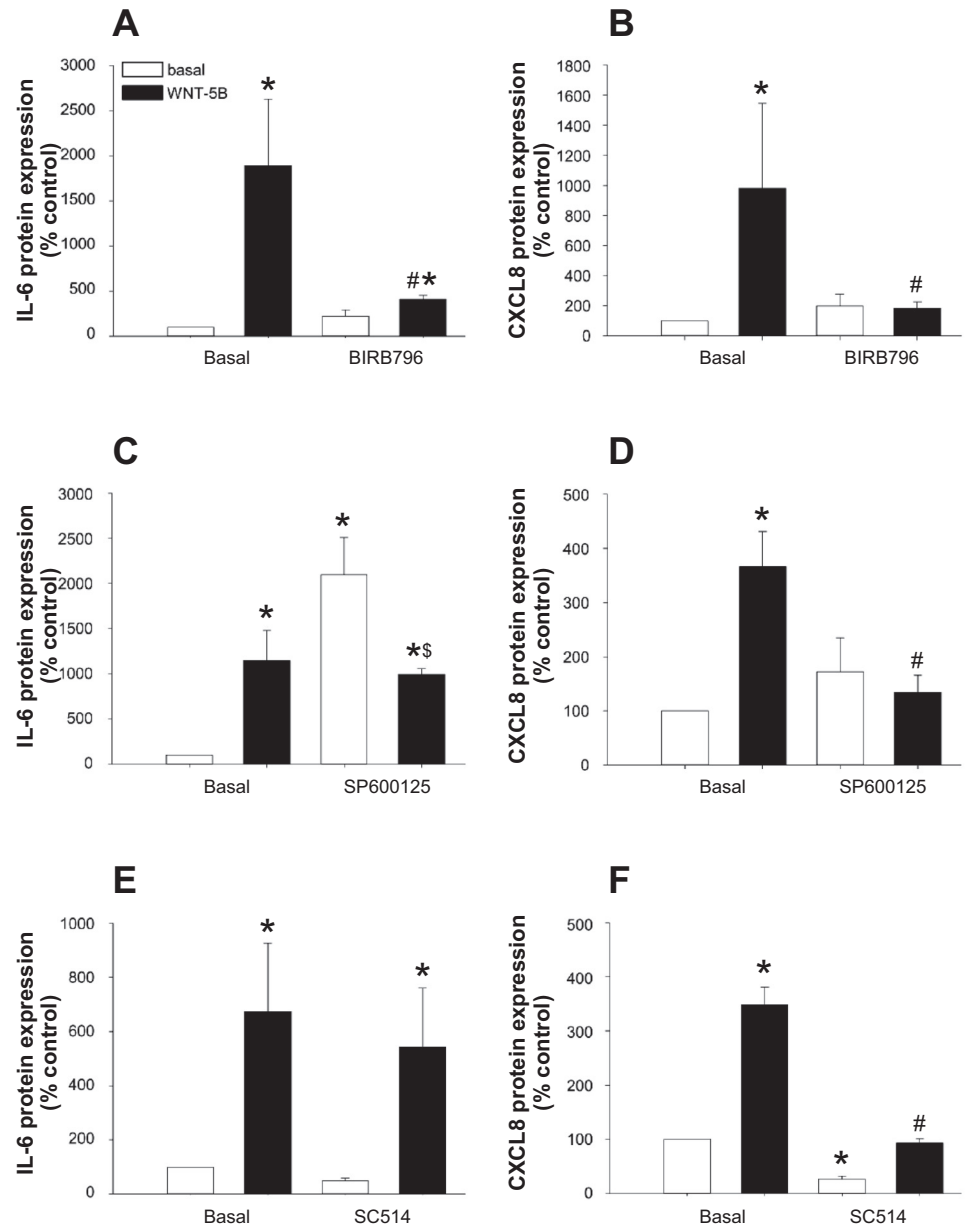 A
IL-6 protein expression
(% control)
3000
2500
2000
1500
1000
500
0
basal
WNT-5B
*
#*
Basal
BIRB796
B
CXCL8 protein expression
(% control)
1800
1600
1400
1200
1000
800
600
400
200
0
*
#
Basal
BIRB796
C
IL-6 protein expression
(% control)
3000
2500
2000
1500
1000
500
0
*
*
*$
Basal
SP600125
D
CXCL8 protein expression
(% control)
500
400
300
200
100
0
*
#
Basal
SP600125
E
IL-6 protein expression
(% control)
1000
800
600
400
200
0
*
*
Basal
SC514
F
CXCL8 protein expression
(% control)
500
400
300
200
100
0
*
*
#
Basal
SC514